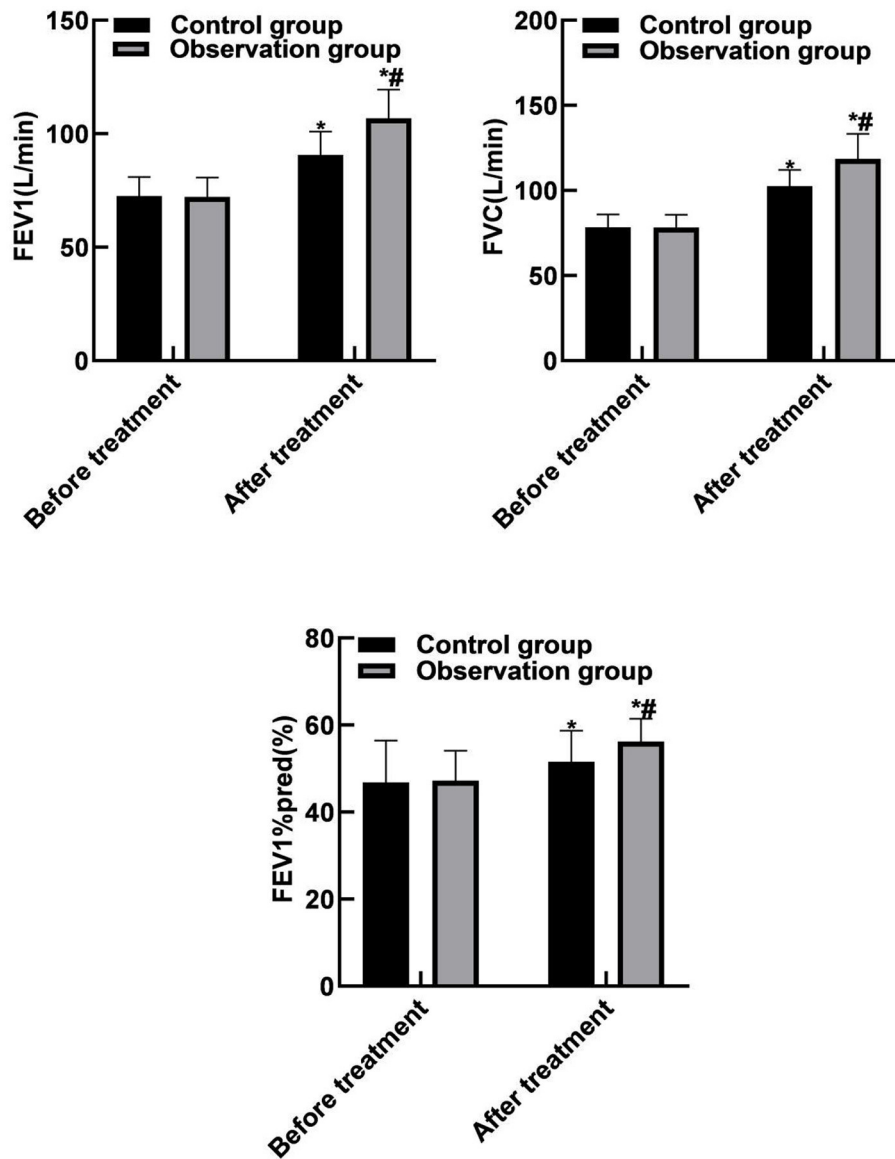 150
100
50
0
FEV1(L/min)
Control group
Observation group
*
*#
Before treatment
After treatment
200
150
100
50
0
FVC(L/min)
Control group
Observation group
*
*#
Before treatment
After treatment
80
60
40
20
0
FEV1%pred(%)
Control group
Observation group
*
*#
Before treatment
After treatment